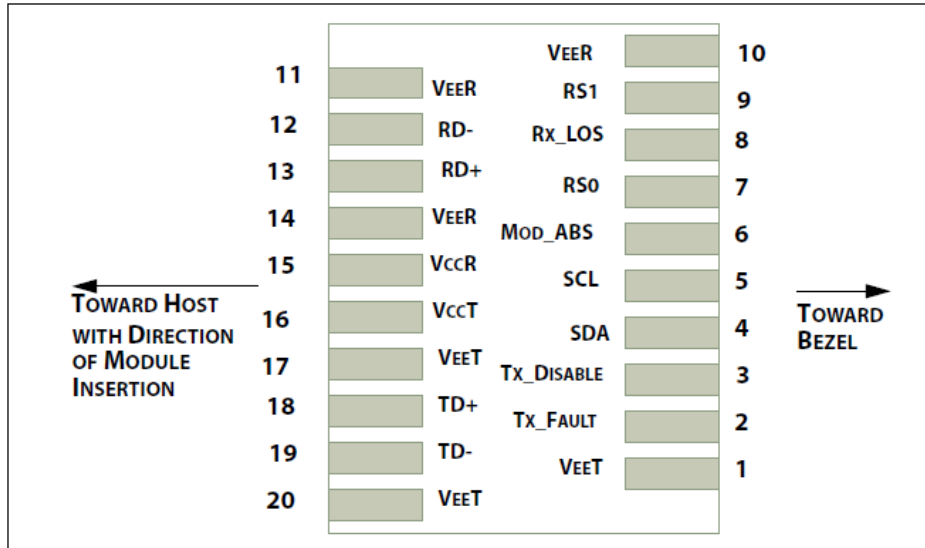 11 VEER
12 RD-
13 RD+
14 VEER
15 VCCR
16 VCCT
17 VEET
18 TD+
19 TD-
20 VEET
VEER 10
RS1 9
RX_LOS 8
RS0 7
MOD_ABS 6
SCL 5
SDA 4
TX_DISABLE 3
TX_FAULT 2
VEET 1
TOWARD HOST
WITH DIRECTION
OF MODULE
INSERTION
TOWARD
BEZEL